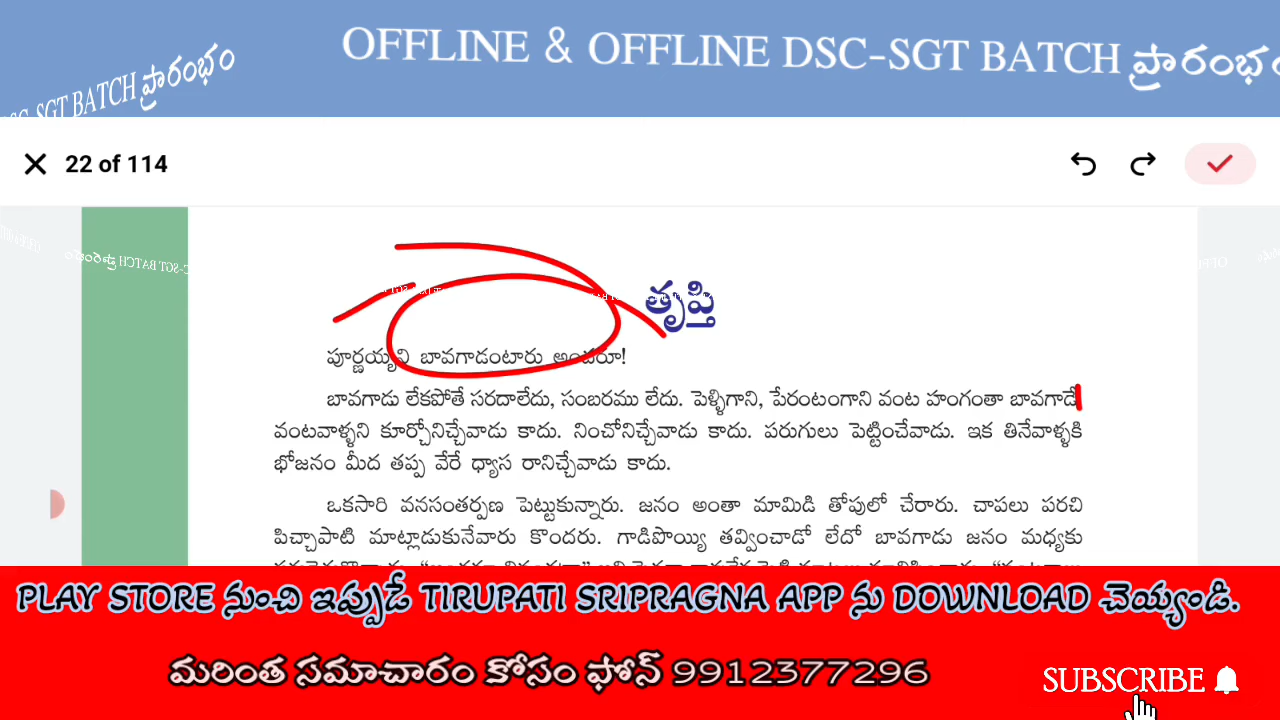 OFFLINE & OFFLINE DSC-SGT BATCH ప్రారంభం
SGT BATCH ప్రారంభం
22 of 114
తృప్తి
పూర్ణయ్యని బావగాడంటారు అందరూ!
బావగాడు లేకపోతే సరదాలేదు, సంబరము లేదు. పెళ్ళిగాని, పేరంటంగాని వంట హంగంతా బావగాడే
వంటవాళ్ళని కూర్చోనిచ్చేవాడు కాదు. నించోనిచ్చేవాడు కాదు. పరుగులు పెట్టించేవాడు. ఇక తినేవాళ్ళకి
భోజనం మీద తప్ప వేరే ధ్యాస రానిచ్చేవాడు కాదు.
ఒకసారి వనసంతర్పణ పెట్టుకున్నారు. జనం అంతా మామిడి తోపులో చేరారు. చాపలు పరచి
పిచ్చాపాటి మాట్లాడుకునేవారు కొందరు. గాడిపొయ్యి తవ్వించాడో లేదో బావగాడు జనం మధ్యకు
PLAY STORE నుంచి ఇప్పుడే TIRUPATI SRIPRAGNA APP ను DOWNLOAD చెయ్యండి.
మరింత సమాచారం కోసం ఫోన్ 9912377296
SUBSCRIBE